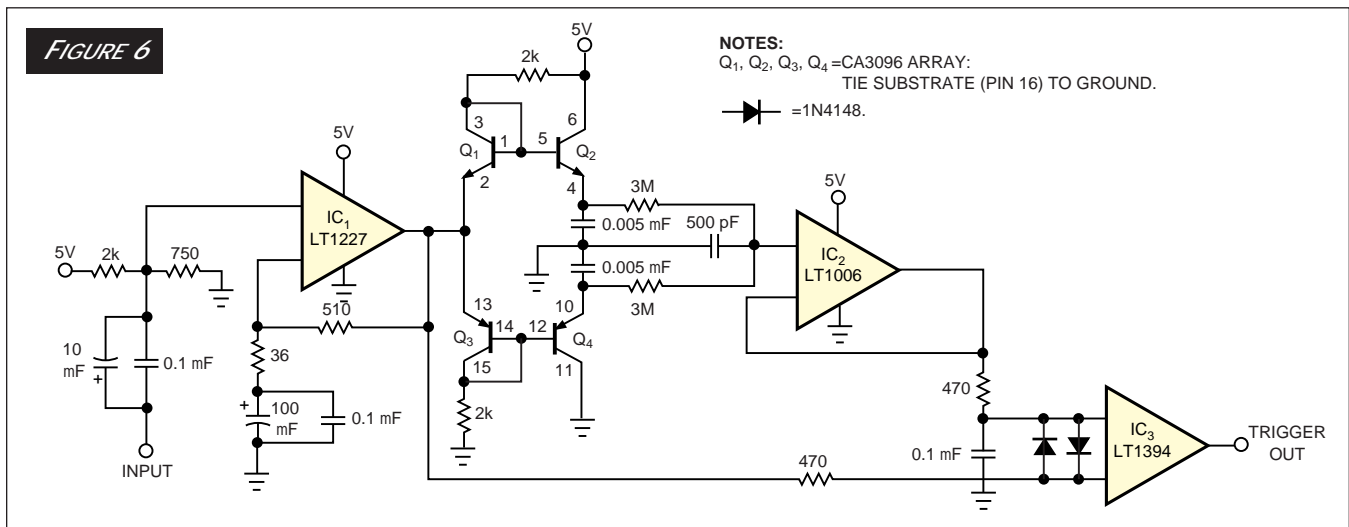 FIGURE 6
NOTES:
Q1, Q2, Q3, Q4=CA3096 ARRAY:
TIE SUBSTRATE (PIN 16) TO GROUND.
=1N4148.
5V
2k
3
6
1
5
Q1
Q2
2
4
5V
IC1
LT1227
3M
0.005 mF
500 pF
5V
IC2
LT1006
5V
2k
750
0.005 mF
3M
510
13
10
14
12
Q3
Q4
15
11
36
10
mF
+
0.1 mF
+
100
mF
0.1 mF
2k
470
IC3
LT1394
TRIGGER
OUT
0.1 mF
470
INPUT